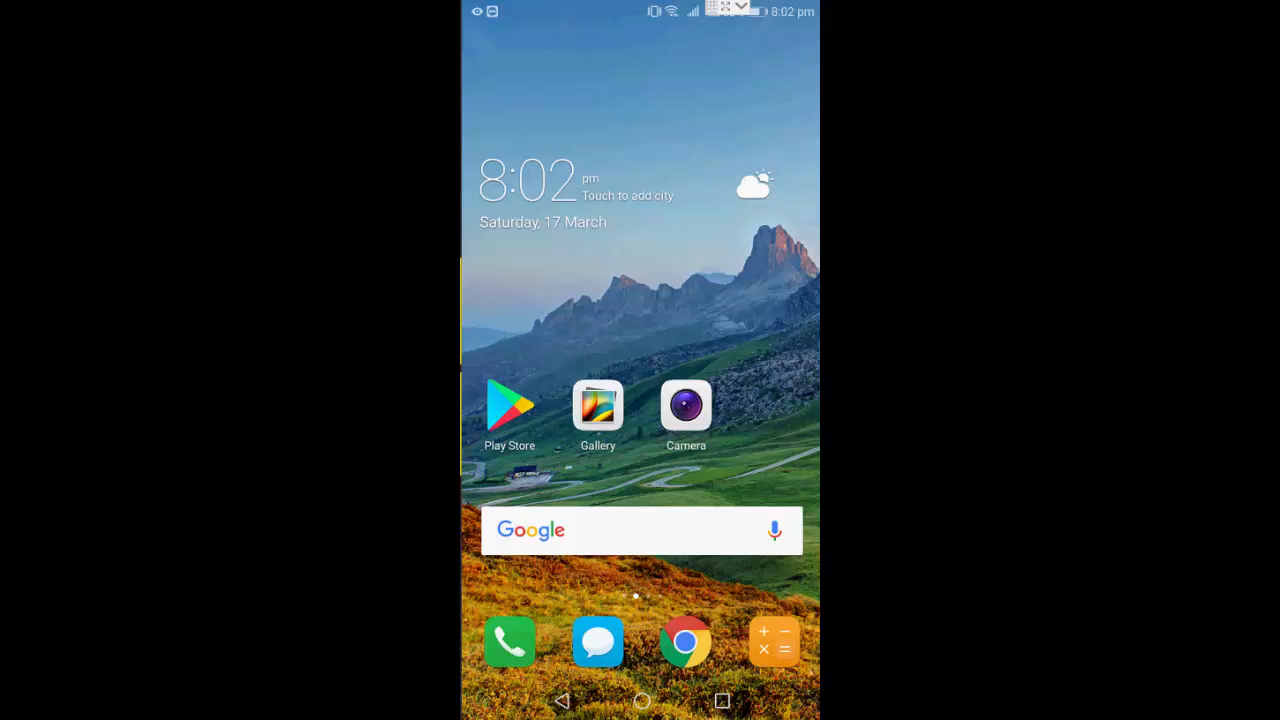 8:02 pm
8:02 pm
Touch to add city
Saturday, 17 March
Play Store
Gallery
Camera
Google